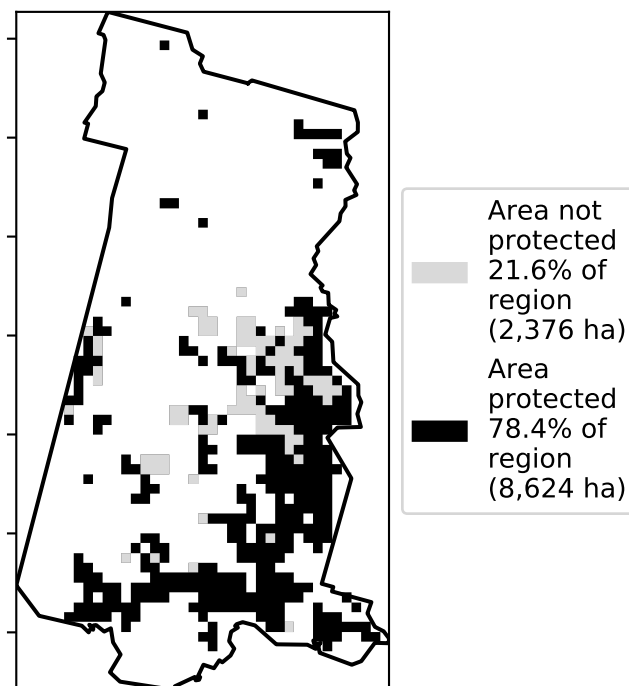 Area not
protected
21.6% of
region
(2,376 ha)
Area
protected
78.4% of
region
(8,624 ha)